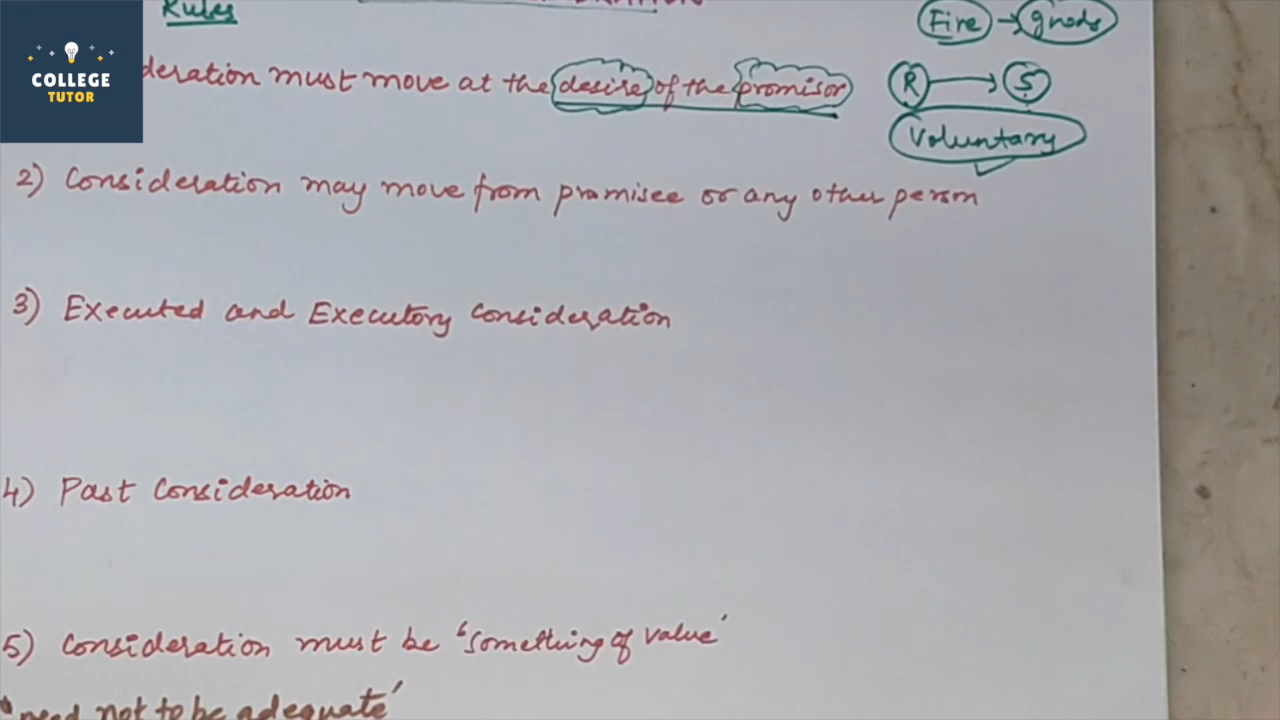 Rules
Fire → goods
COLLEGE
TUTOR
deration must move at the desire of the promisor
R → S
Voluntary
2) Consideration may move from promisee or any other person
3) Executed and Executory Consideration
4) Past Consideration
5) Consideration must be 'Something of value'
need not to be adequate'